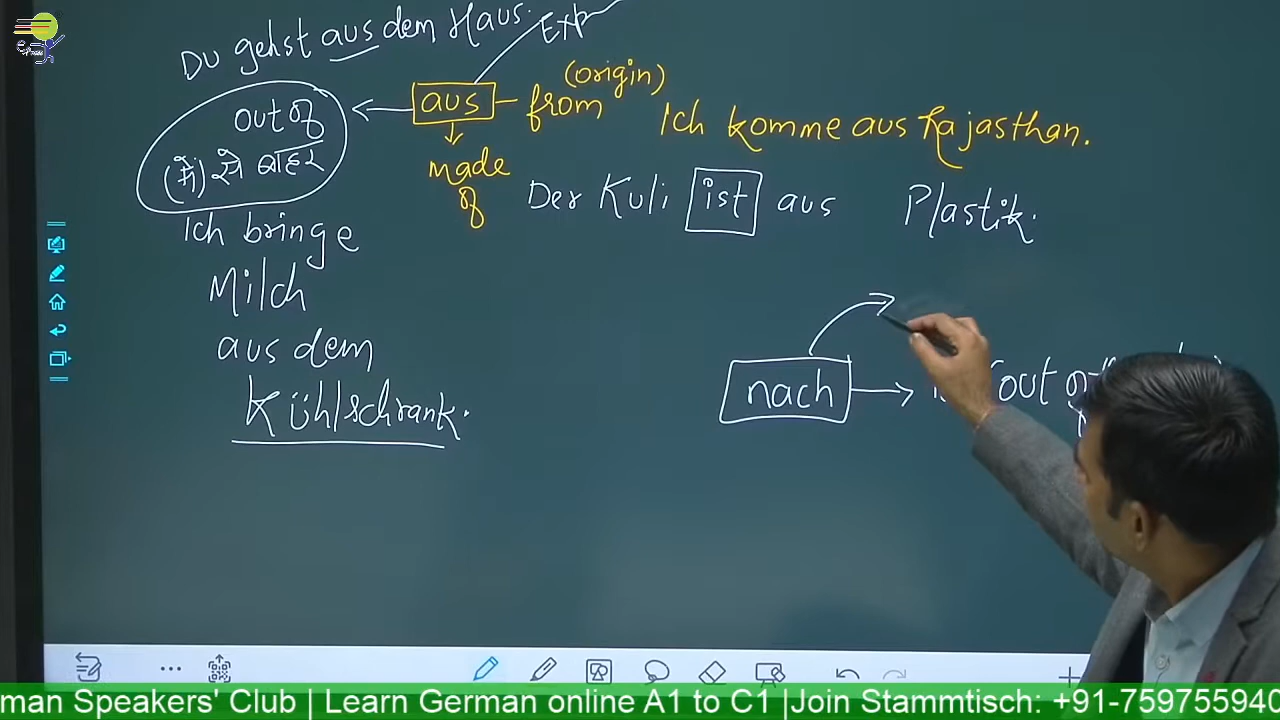 Du gehst aus dem Haus.
Exp
aus
from
(origin)
Ich komme aus Rajasthan.
out of
(में) से बाहर
made
of
Der Kuli ist aus Plastik.
Ich bringe
Milch
aus dem
Kühlschrank.
nach
(out of
man Speakers' Club | Learn German online A1 to C1 |Join Stammtisch: +91-759755940